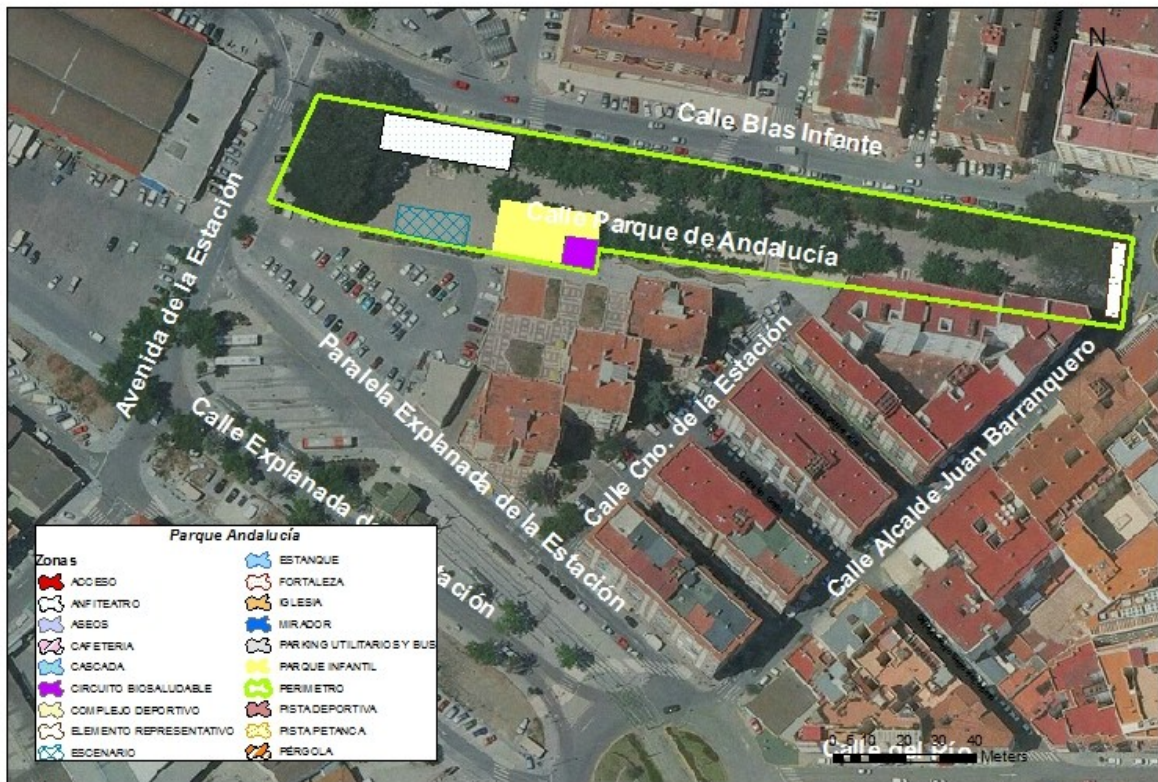 N
Calle Blas Infante
Calle Parque de Andalucía
Avenida de la Estación
Paralela Explanada de la Estación
Calle Cno. de la Estación
Calle Alcalde Juan Barranquero
Calle Explanada de
tación
Parque Andalucía
Zonas
ACCESO
ANFITEATRO
ASEOS
CAFETERIA
CASCADA
CIRCUITO BIOSALUDABLE
COMPLEJO DEPORTIVO
ELEMENTO REPRESENTATIVO
ESCENARIO
ESTANQUE
FORTALEZA
IGLESIA
MIRADOR
PARKING UTILITARIOS Y BUS
PARQUE INFANTIL
PERIMETRO
PISTA DEPORTIVA
PISTA PETANCA
PÉRGOLA
Calle del Río
0 5 10 20 30 40
Meters